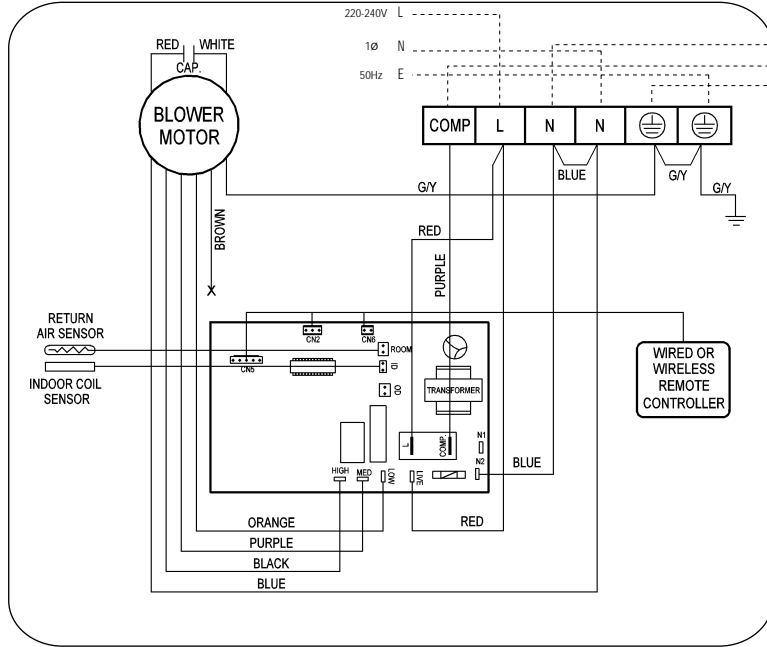 220-240V L
1Ø N
50Hz E
RED WHITE
CAP.
BLOWER
MOTOR
COMP L N N
BLUE
G/Y
G/Y
G/Y
BROWN
X
RED
PURPLE
RETURN
AIR SENSOR
INDOOR COIL
SENSOR
CN2
CN6
CN5
ROOM
ID
OD
TRANSFORMER
L
COMP.
N1
N2
HIGH
MED
LOW
LIVE
WIRED OR
WIRELESS
REMOTE
CONTROLLER
BLUE
RED
ORANGE
PURPLE
BLACK
BLUE